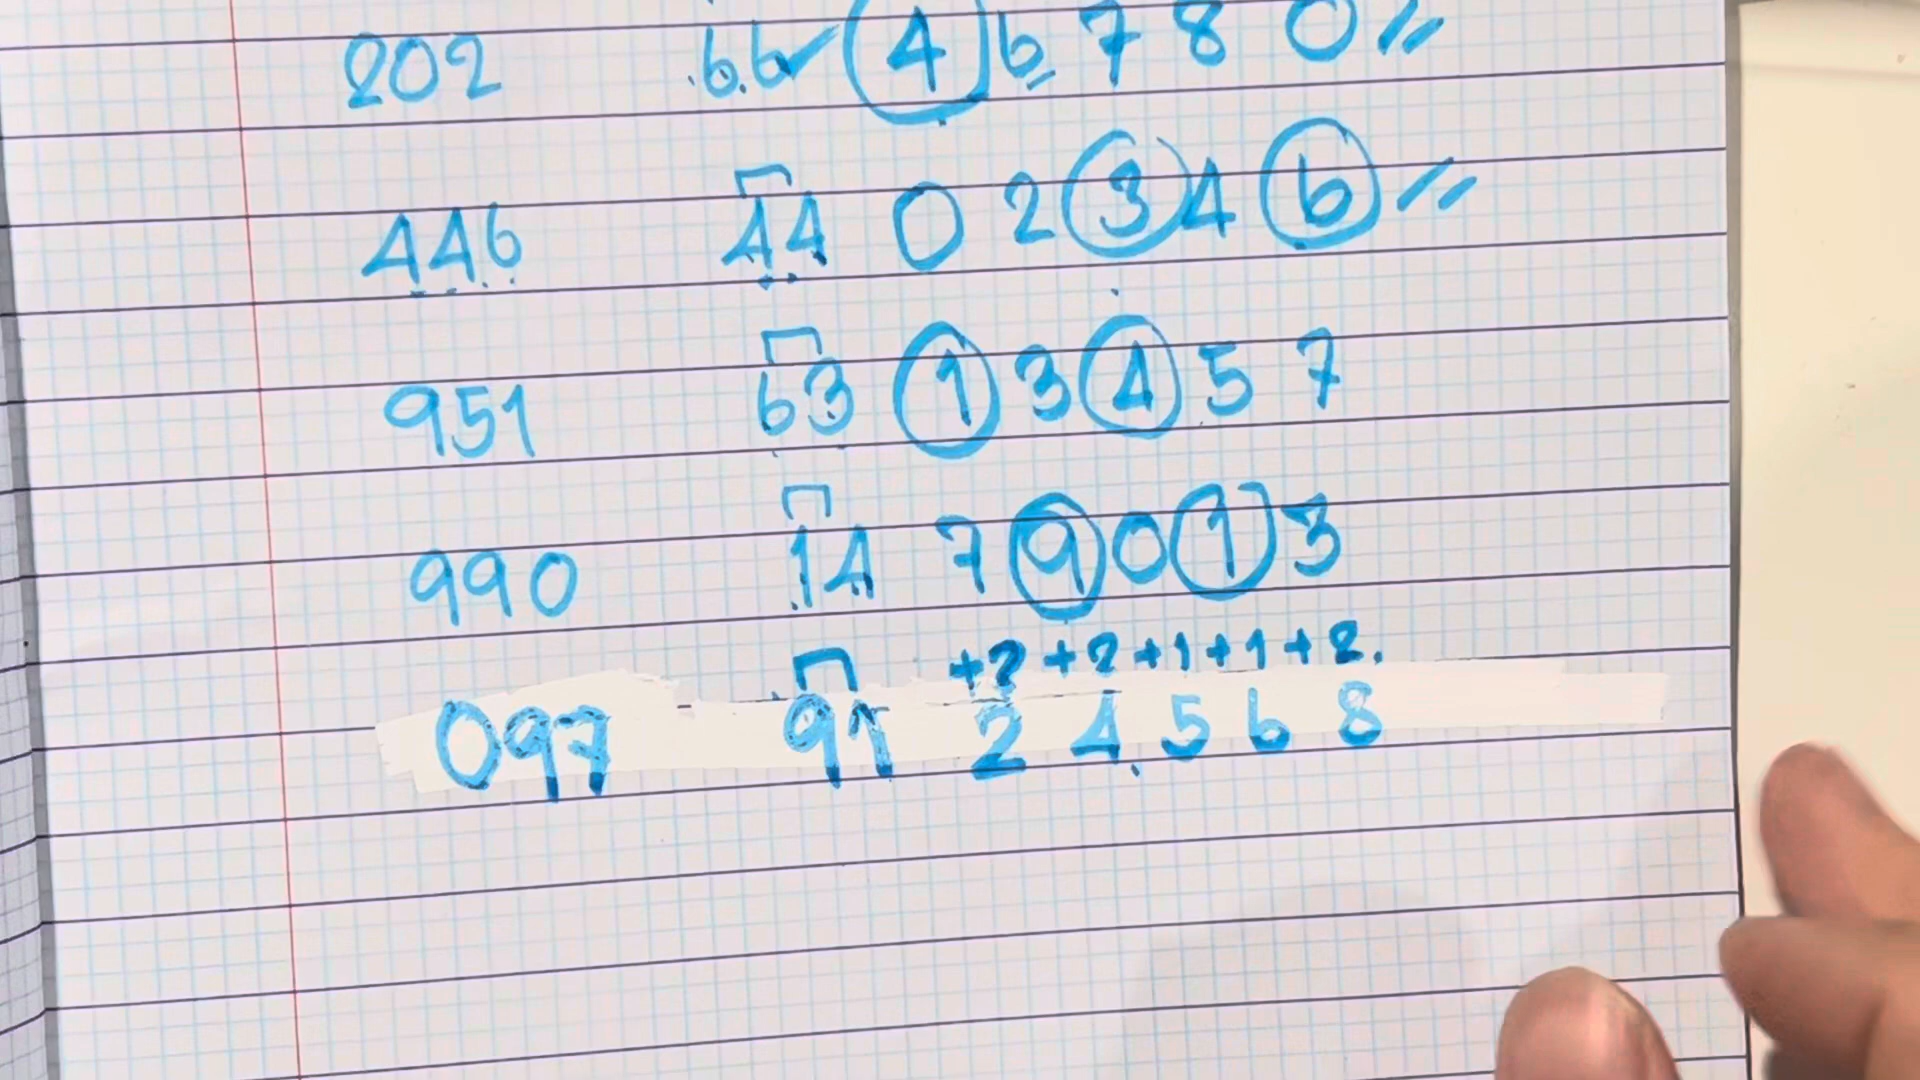 202 66 4 6 7 8 0 //
446 44 0 2 3 4 6 //
951 63 1 3 4 5 7
990 14 7 9 0 1 3
+2 +2 +1 +1 +2
097 91 2 4 5 6 8